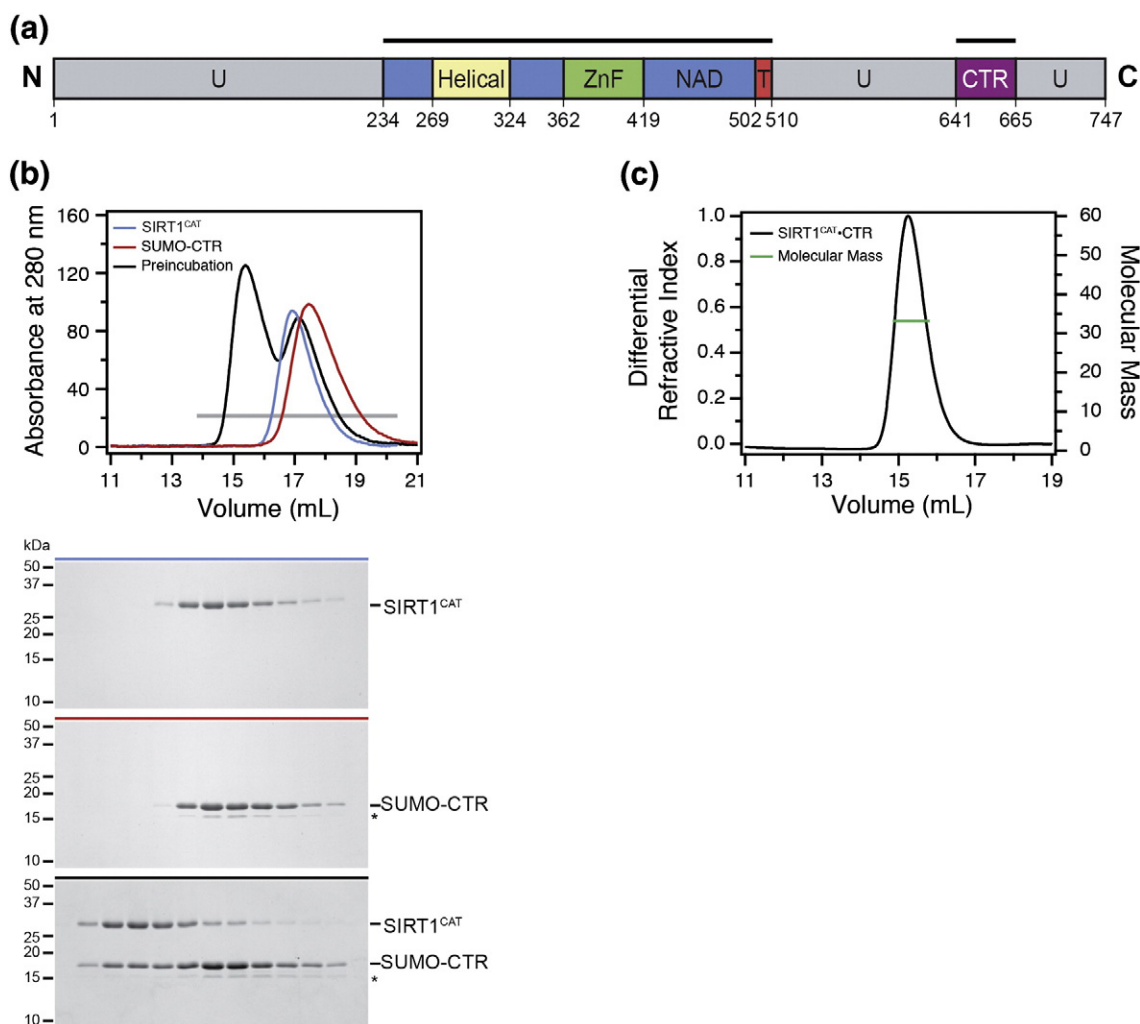 (a)
N U Helical ZnF NAD T U CTR U C
1 234 269 324 362 419 502 510 641 665 747
(b)
Absorbance at 280 nm
160
120
80
40
0
SIRT1CAT
SUMO-CTR
Preincubation
11 13 15 17 19 21
Volume (mL)
(c)
Differential
Refractive Index
1.0
0.8
0.6
0.4
0.2
0.0
SIRT1CAT•CTR
Molecular Mass
60
50
40
30
20
10
0
Molecular Mass
11 13 15 17 19
Volume (mL)
kDa
50
37
25
20
15
10
SIRT1CAT
50
37
25
20
15
10
SUMO-CTR
*
50
37
25
20
15
10
SIRT1CAT
SUMO-CTR
*